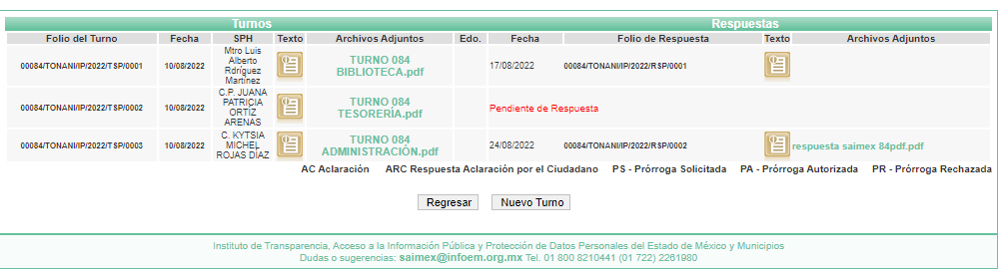 Turnos Respuestas
Folio del Turno Fecha SPH Texto Archivos Adjuntos Edo. Fecha Folio de Respuesta Texto Archivos Adjuntos
00084/TONANI/IP/2022/TSP/0001 10/08/2022 Mtro Luis Alberto Rdríguez Martínez TURNO 084 BIBLIOTECA.pdf 17/08/2022 00084/TONANI/IP/2022/RSP/0001
00084/TONANI/IP/2022/TSP/0002 10/08/2022 C.P. JUANA PATRICIA ORTÍZ ARENAS TURNO 084 TESORERÍA.pdf Pendiente de Respuesta
00084/TONANI/IP/2022/TSP/0003 10/08/2022 C. KYTSIA MICHEL ROJAS DÍAZ TURNO 084 ADMINISTRACIÓN.pdf 24/08/2022 00084/TONANI/IP/2022/RSP/0002 respuesta saimex 84pdf.pdf
AC Aclaración ARC Respuesta Aclaración por el Ciudadano PS - Prórroga Solicitada PA - Prórroga Autorizada PR - Prórroga Rechazada
Regresar Nuevo Turno
Instituto de Transparencia, Acceso a la Información Pública y Protección de Datos Personales del Estado de México y Municipios
Dudas o sugerencias: saimex@infoem.org.mx Tel. 01 800 8210441 (01 722) 2261980